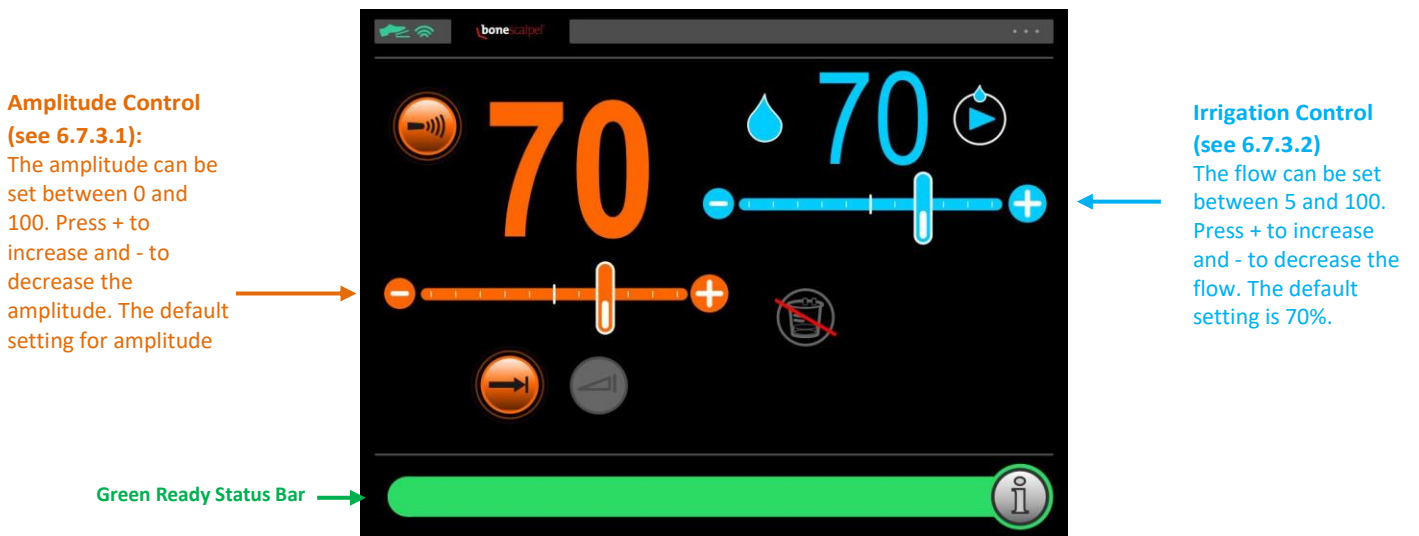 bonescalpel
Amplitude Control
(see 6.7.3.1):
The amplitude can be
set between 0 and
100. Press + to
increase and - to
decrease the
amplitude. The default
setting for amplitude
70
70
Irrigation Control
(see 6.7.3.2)
The flow can be set
between 5 and 100.
Press + to increase
and - to decrease the
flow. The default
setting is 70%.
Green Ready Status Bar
i